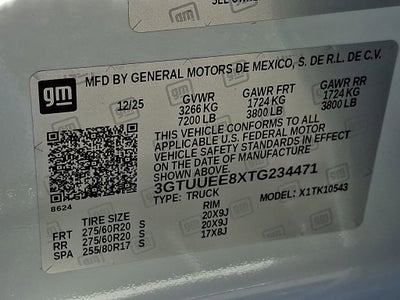 SEE OWNE
gm
MFD BY GENERAL MOTORS DE MEXICO, S. DE R.L. DE C.V.
12/25 GVWR GAWR FRT GAWR RR
3266 KG 1724 KG 1724 KG
7200 LB 3800 LB 3800 LB
THIS VEHICLE CONFORMS TO ALL
APPLICABLE U.S. FEDERAL MOTOR
VEHICLE SAFETY STANDARDS IN EFFECT
ON THE DATE OF MANUFACTURE
SHOWN ABOVE.
3GTUUEE8XTG234471
TYPE: TRUCK MODEL: X1TK10543
8624
TIRE SIZE RIM
FRT 275/60R20 S 20X9J
RR 275/60R20 S 20X9J
SPA 255/80R17 S 17X8J